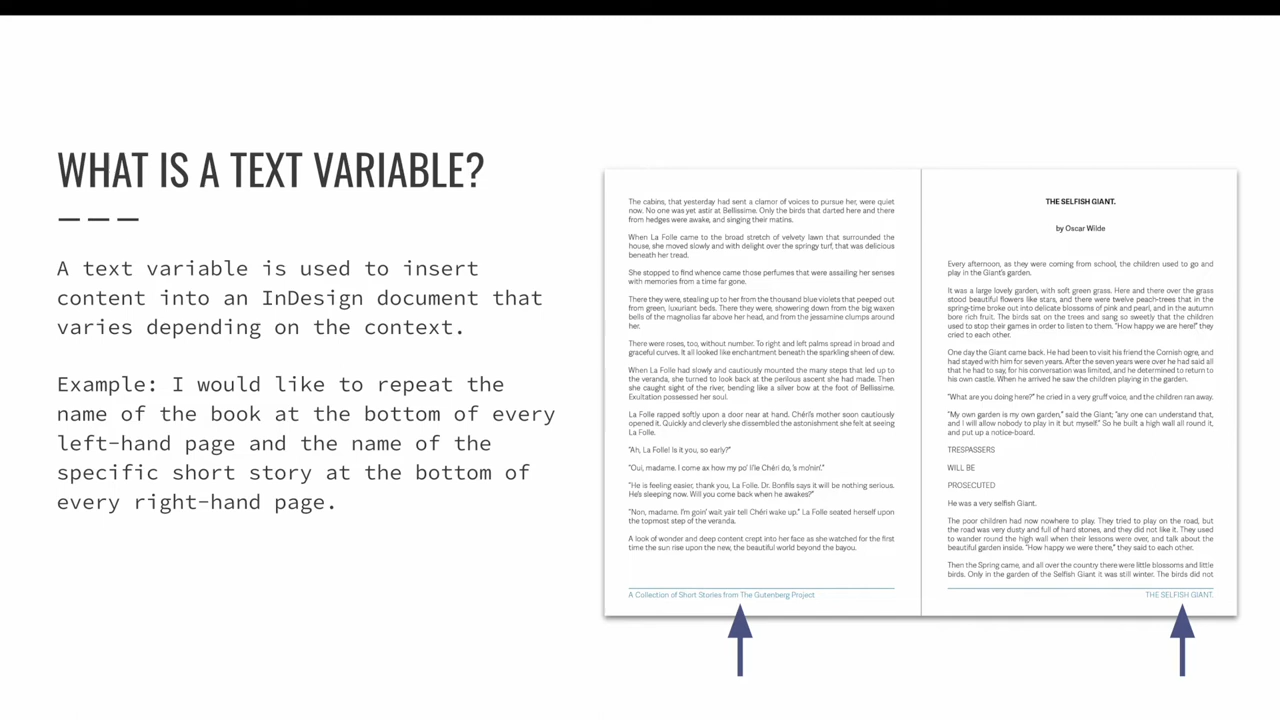 WHAT IS A TEXT VARIABLE?
A text variable is used to insert
content into an InDesign document that
varies depending on the context.
Example: I would like to repeat the
name of the book at the bottom of every
left-hand page and the name of the
specific short story at the bottom of
every right-hand page.
The cabins, that yesterday had sent a clamor of voices to pursue her, were quiet
now. No one was yet astir at Bellissime. Only the birds that darted here and there
from hedges were awake, and singing their matins.
When La Folle came to the broad stretch of velvety lawn that surrounded the
house, she moved slowly and with delight over the springy turf, that was delicious
beneath her tread.
She stopped to find whence came those perfumes that were assailing her senses
with memories from a time far gone.
There they were, stealing up to her from the thousand blue violets that peeped out
from green, luxuriant beds. There they were, showering down from the big waxen
bells of the magnolias far above her head, and from the jessamine clumps around
her.
There were roses, too, without number. To right and left palms spread in broad and
graceful curves. It all looked like enchantment beneath the sparkling sheen of dew.
When La Folle had slowly and cautiously mounted the many steps that led up to
the veranda, she turned to look back at the perilous ascent she had made. Then
she caught sight of the river, bending like a silver bow at the foot of Bellissime.
Exultation possessed her soul.
La Folle rapped softly upon a door near at hand. Chéri's mother soon cautiously
opened it. Quickly and cleverly she dissembled the astonishment she felt at seeing
La Folle.
"Ah, La Folle! Is it you, so early?"
"Oui, madame. I come ax how my po' li'le Chéri do, 's mo'nin'."
"He is feeling easier, thank you, La Folle. Dr. Bonfils says it will be nothing serious.
He's sleeping now. Will you come back when he awakes?"
"Non, madame. I'm goin' wait yair tell Chéri wake up." La Folle seated herself upon
the topmost step of the veranda.
A look of wonder and deep content crept into her face as she watched for the first
time the sun rise upon the new, the beautiful world beyond the bayou.
A Collection of Short Stories from The Gutenberg Project
THE SELFISH GIANT.
by Oscar Wilde
Every afternoon, as they were coming from school, the children used to go and
play in the Giant's garden.
It was a large lovely garden, with soft green grass. Here and there over the grass
stood beautiful flowers like stars, and there were twelve peach-trees that in the
spring-time broke out into delicate blossoms of pink and pearl, and in the autumn
bore rich fruit. The birds sat on the trees and sang so sweetly that the children
used to stop their games in order to listen to them. "How happy we are here!" they
cried to each other.
One day the Giant came back. He had been to visit his friend the Cornish ogre, and
had stayed with him for seven years. After the seven years were over he had said all
that he had to say, for his conversation was limited, and he determined to return to
his own castle. When he arrived he saw the children playing in the garden.
"What are you doing here?" he cried in a very gruff voice, and the children ran away.
"My own garden is my own garden," said the Giant; "any one can understand that,
and I will allow nobody to play in it but myself." So he built a high wall all round it,
and put up a notice-board.
TRESPASSERS
WILL BE
PROSECUTED
He was a very selfish Giant.
The poor children had now nowhere to play. They tried to play on the road, but
the road was very dusty and full of hard stones, and they did not like it. They used
to wander round the high wall when their lessons were over, and talk about the
beautiful garden inside. "How happy we were there," they said to each other.
Then the Spring came, and all over the country there were little blossoms and little
birds. Only in the garden of the Selfish Giant it was still winter. The birds did not
THE SELFISH GIANT.